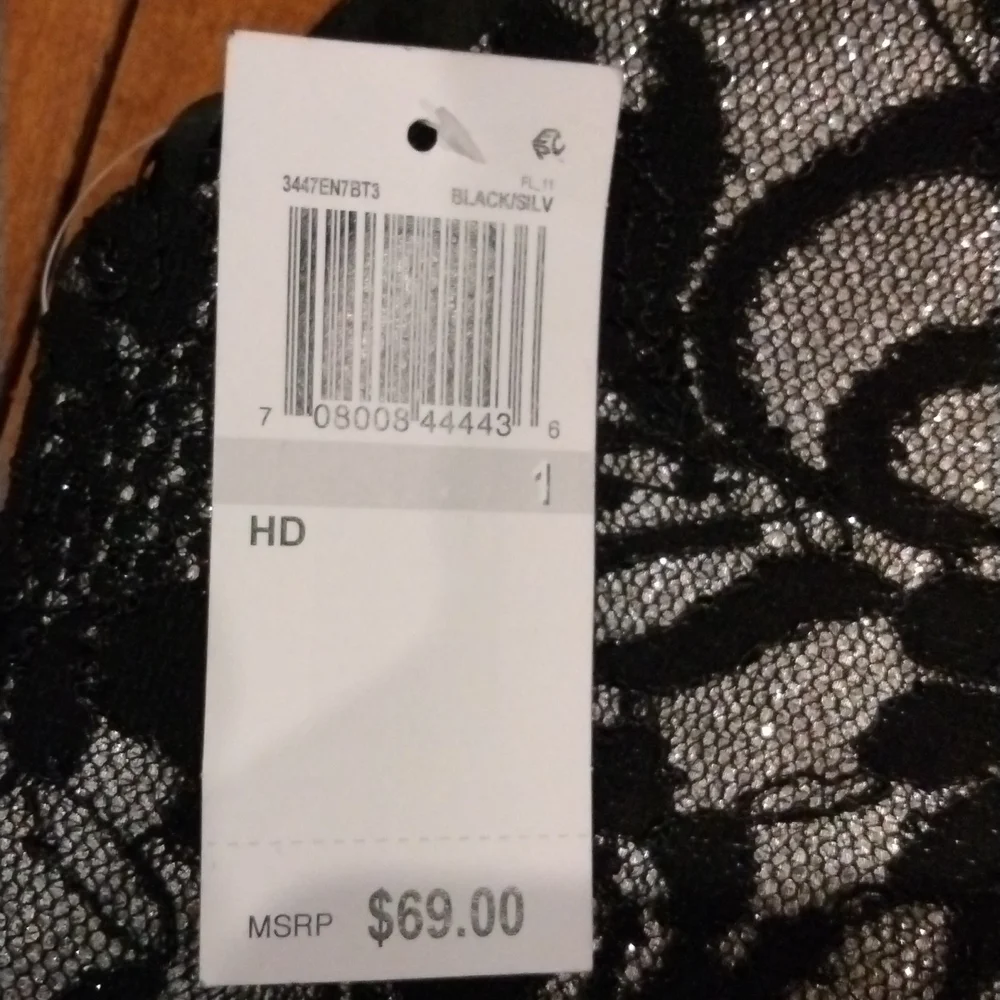 FL_11
3447EN7BT3 BLACK/SILV
7 08008 44443 6
1
HD
MSRP $69.00